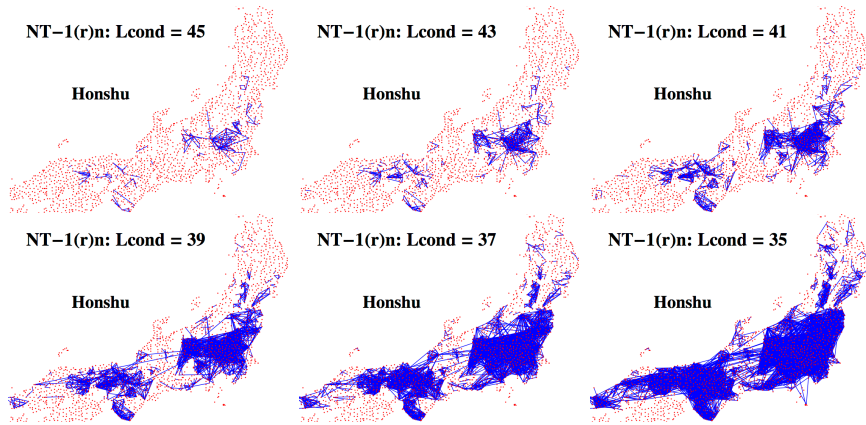 NT−1(r)n: Lcond = 45
NT−1(r)n: Lcond = 43
NT−1(r)n: Lcond = 41
Honshu
Honshu
Honshu
NT−1(r)n: Lcond = 39
NT−1(r)n: Lcond = 37
NT−1(r)n: Lcond = 35
Honshu
Honshu
Honshu